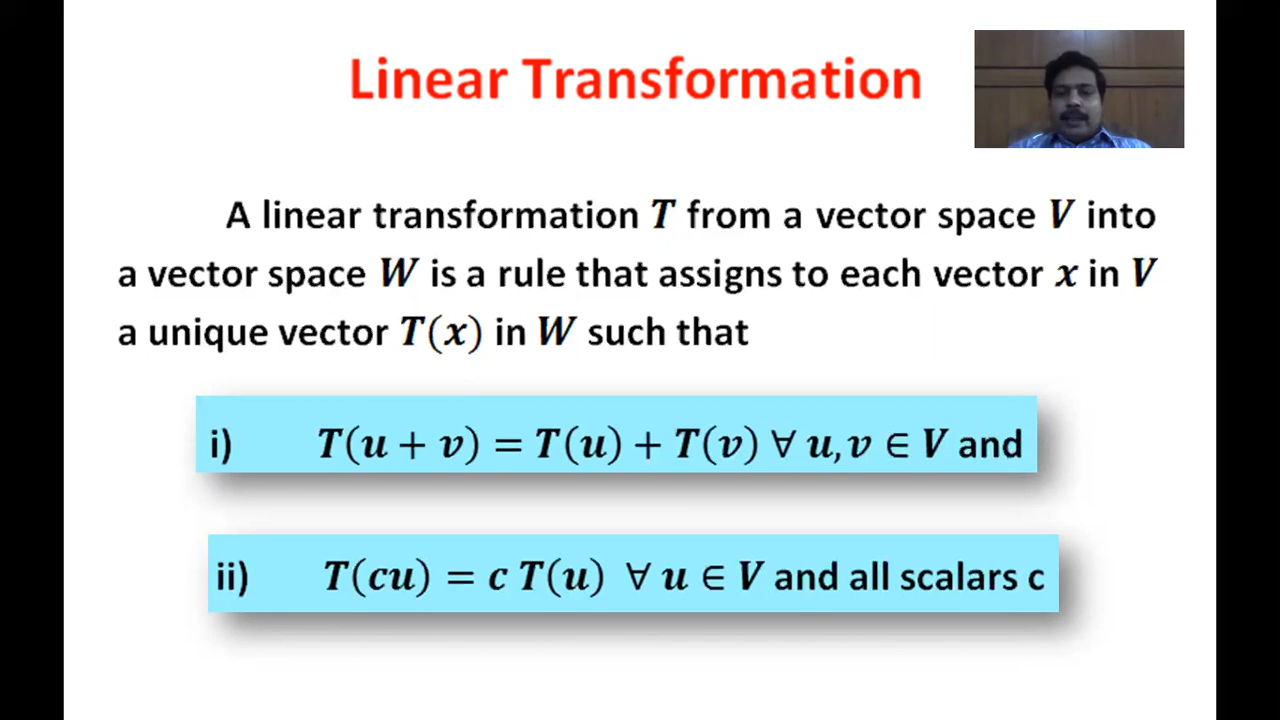 Linear Transformation
A linear transformation T from a vector space V into
a vector space W is a rule that assigns to each vector x in V
a unique vector T(x) in W such that
i) T(u + v) = T(u) + T(v) ∀ u, v ∈ V and
ii) T(cu) = c T(u) ∀ u ∈ V and all scalars c